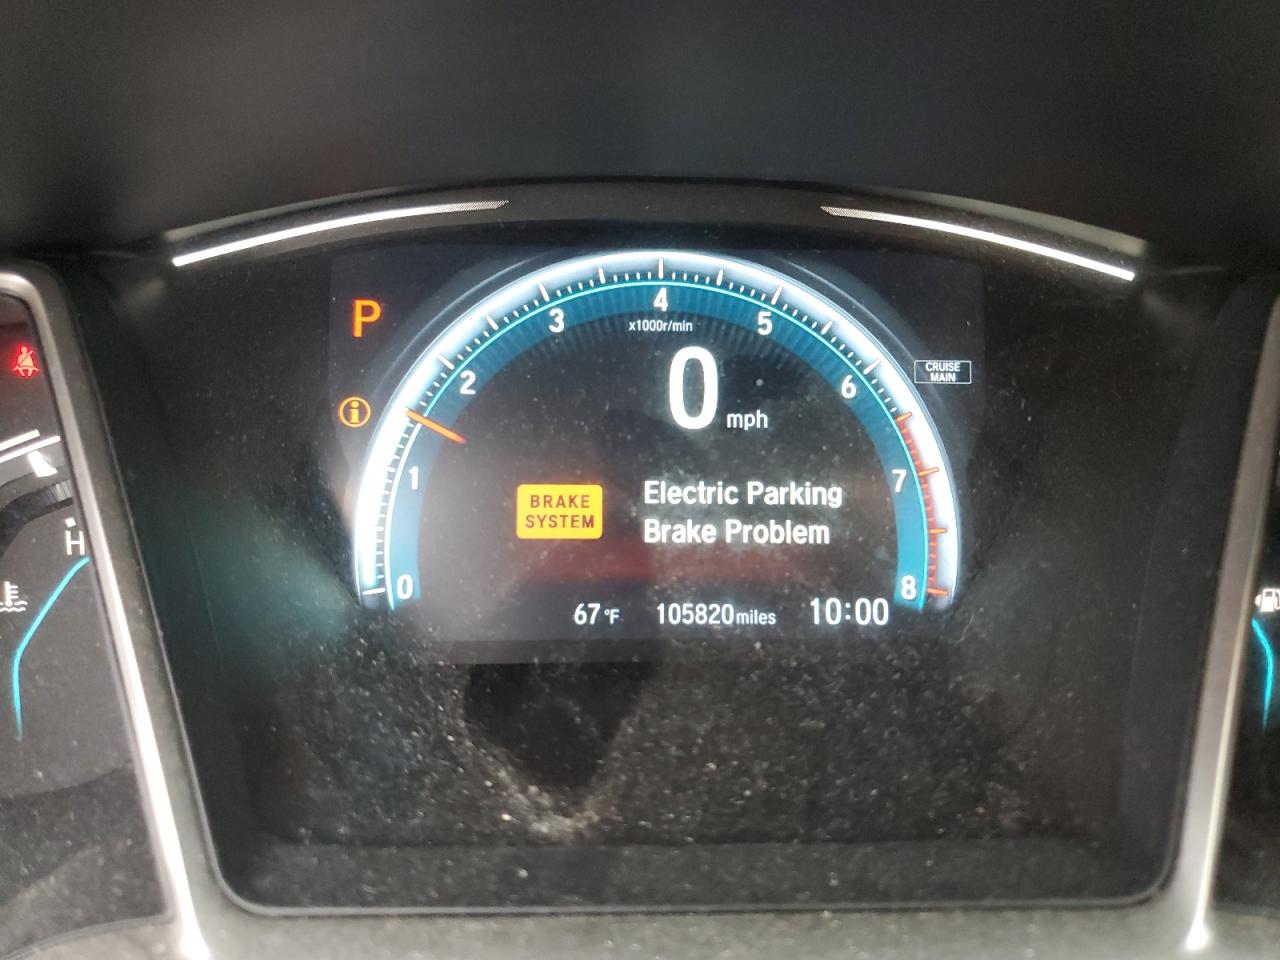 P
4
3
5
x1000r/min
2
0
6
CRUISE
MAIN
mph
1
7
BRAKE
SYSTEM
Electric Parking
Brake Problem
H
0
8
67°F
105820miles
10:00